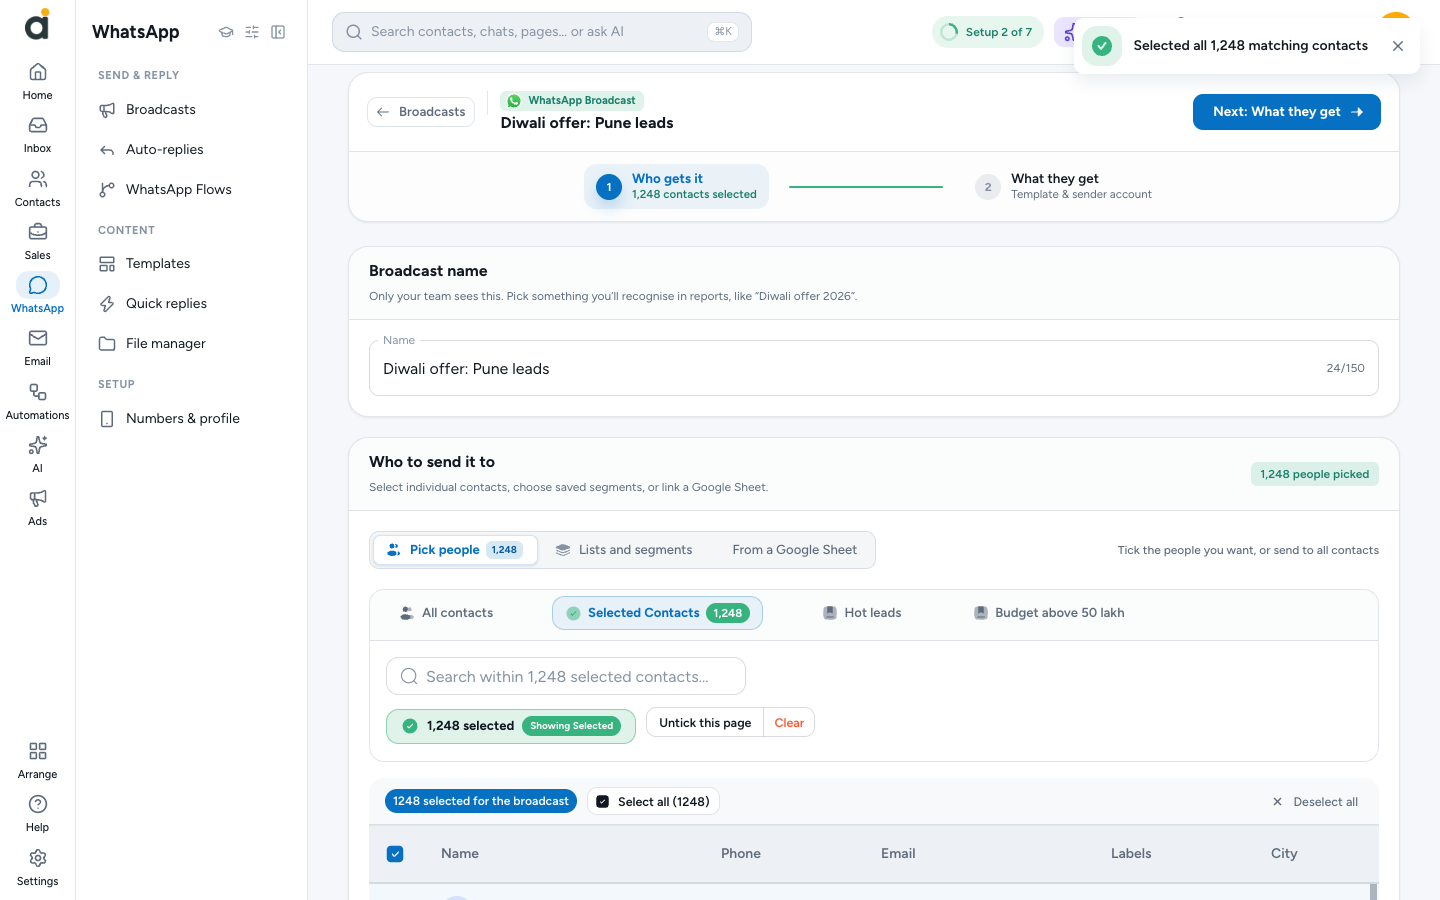 WhatsApp
Search contacts, chats, pages... or ask AI
⌘K
Setup 2 of 7
Selected all 1,248 matching contacts
Home
Inbox
Contacts
Sales
WhatsApp
Email
Automations
AI
Ads
Arrange
Help
Settings
SEND & REPLY
Broadcasts
Auto-replies
WhatsApp Flows
CONTENT
Templates
Quick replies
File manager
SETUP
Numbers & profile
Broadcasts
WhatsApp Broadcast
Diwali offer: Pune leads
Next: What they get
1
Who gets it
1,248 contacts selected
2
What they get
Template & sender account
Broadcast name
Only your team sees this. Pick something you'll recognise in reports, like “Diwali offer 2026”.
Name
Diwali offer: Pune leads
24/150
Who to send it to
Select individual contacts, choose saved segments, or link a Google Sheet.
1,248 people picked
Pick people 1,248
Lists and segments
From a Google Sheet
Tick the people you want, or send to all contacts
All contacts
Selected Contacts 1,248
Hot leads
Budget above 50 lakh
Search within 1,248 selected contacts...
1,248 selected Showing Selected
Untick this page
Clear
1248 selected for the broadcast
Select all (1248)
Deselect all
Name
Phone
Email
Labels
City